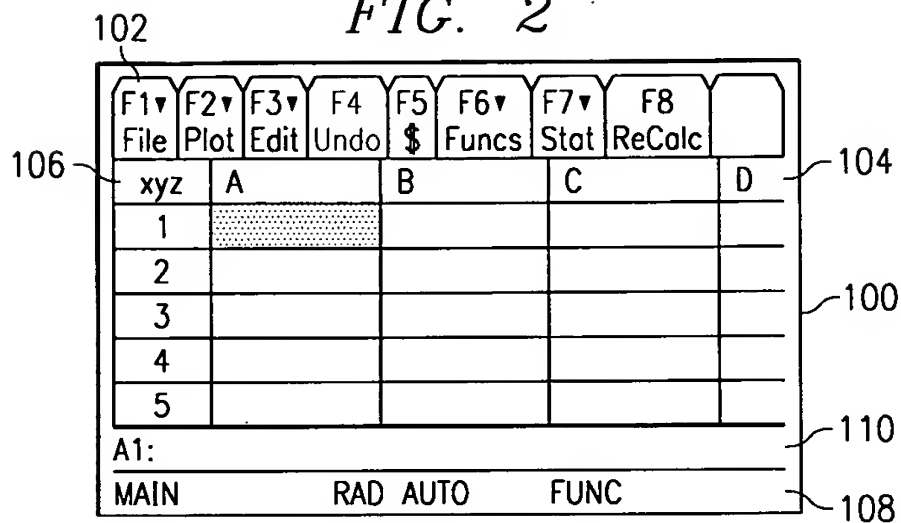 FIG. 2
102
F1▼ F2▼ F3▼ F4 F5 F6▼ F7▼ F8
File Plot Edit Undo $ Funcs Stat ReCalc
106 xyz A B C D 104
1
2
3
100
4
5
A1: 110
MAIN RAD AUTO FUNC 108